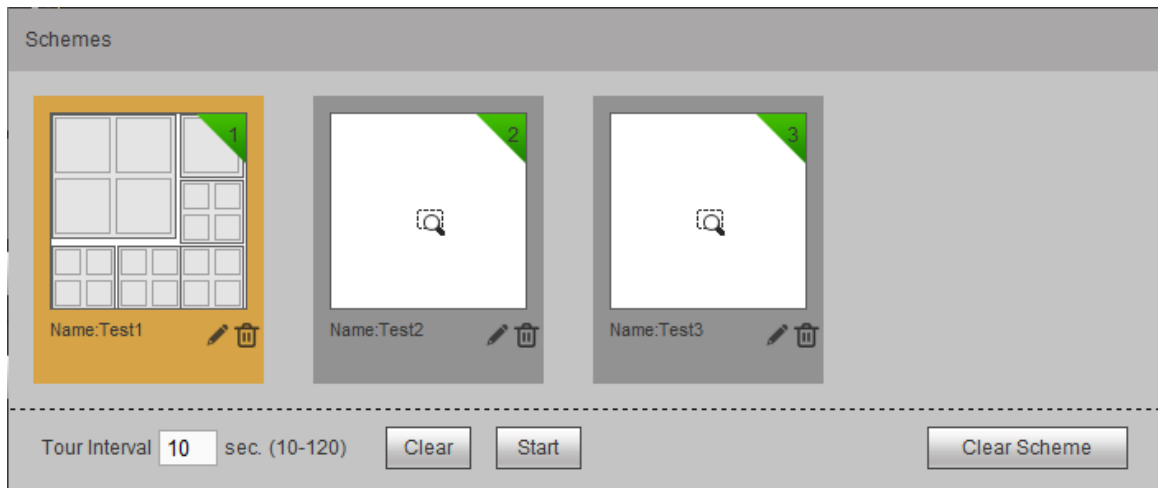 Schemes
1
2
3
Name:Test1
Name:Test2
Name:Test3
Tour Interval 10 sec. (10-120) Clear Start Clear Scheme